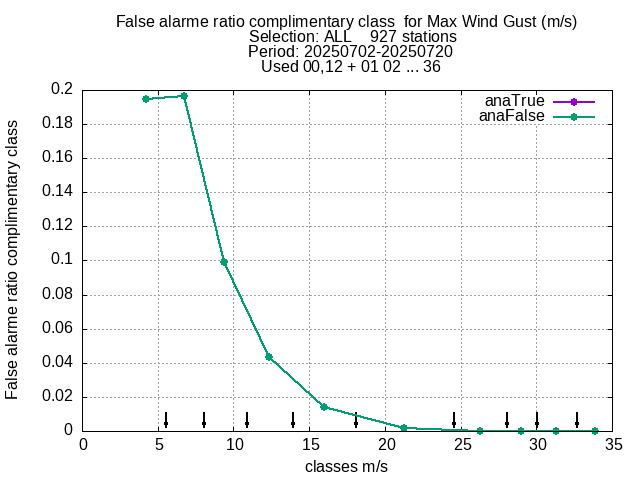 False alarme ratio complimentary class  for Max Wind Gust (m/s)
Selection: ALL    927 stations
Period: 20250702-20250720
Used 00,12 + 01 02 ... 36
anaTrue
anaFalse
False alarme ratio complimentary class
0.2
0.18
0.16
0.14
0.12
0.1
0.08
0.06
0.04
0.02
0
0 5 10 15 20 25 30 35
classes m/s